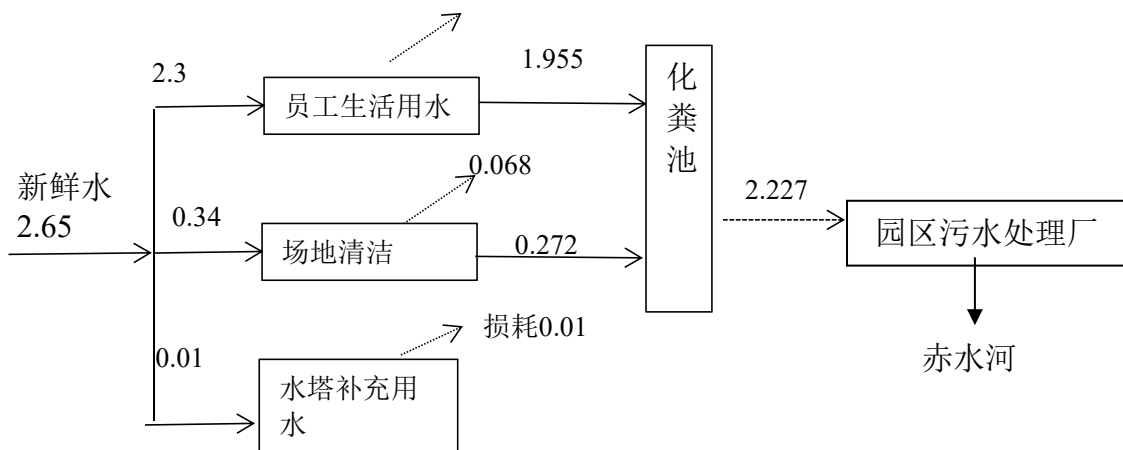 2.3
员工生活用水
1.955
化
粪
池
新鲜水
2.65
0.34
场地清洁
0.068
0.272
2.227
园区污水处理厂
赤水河
0.01
水塔补充用
水
损耗0.01